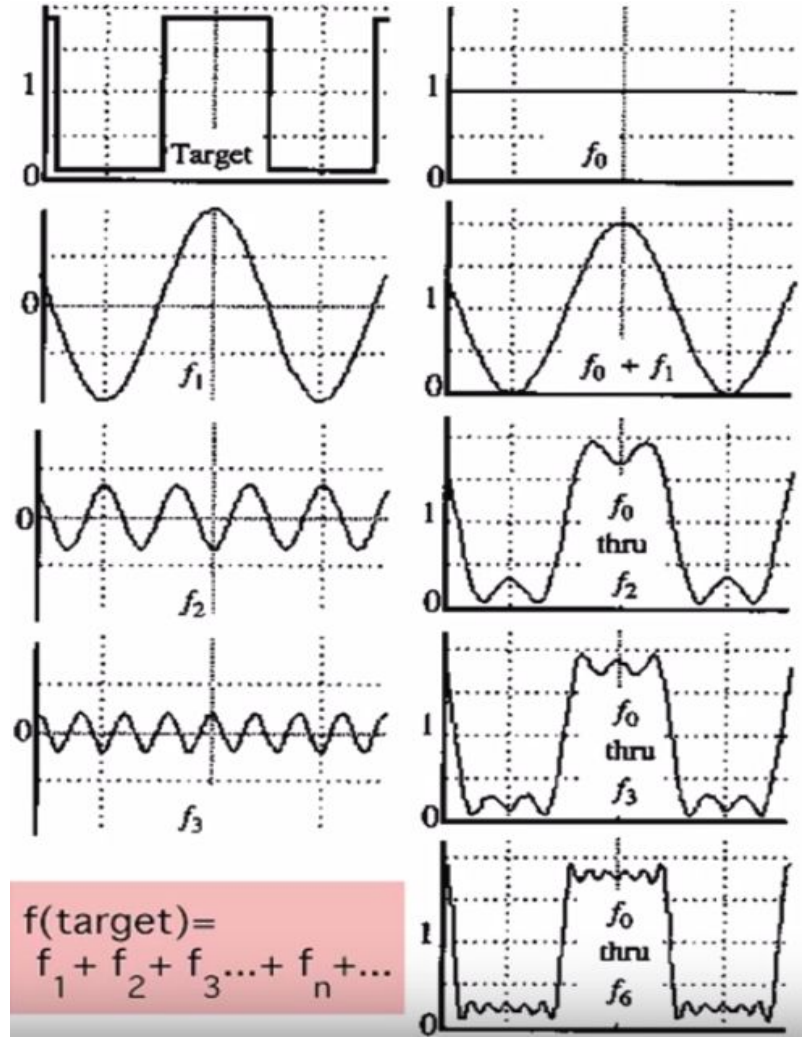 1
0
Target
1
0
f₀
0
f₁
1
0
f₀ + f₁
0
f₂
1
0
f₀
thru
f₂
0
f₃
1
0
f₀
thru
f₃
f(target)=
f₁ + f₂ + f₃...+ fₙ+...
1
0
f₀
thru
f₆